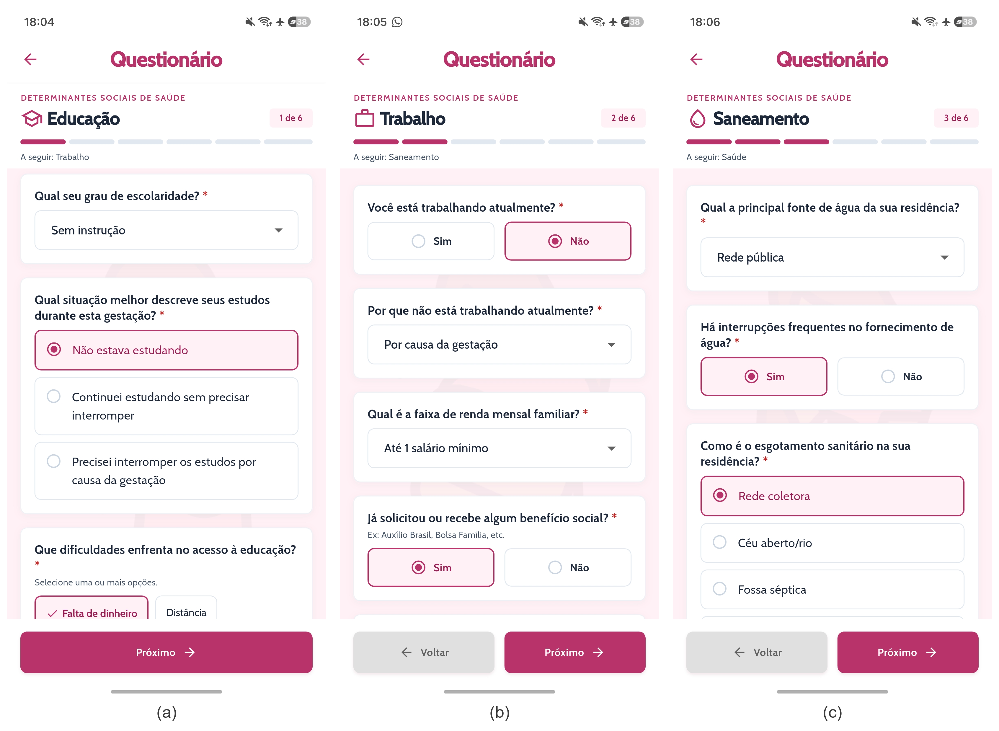 18:04
38
Questionário
DETERMINANTES SOCIAIS DE SAÚDE
Educação
1 de 6
A seguir: Trabalho
Qual seu grau de escolaridade? *
Sem instrução
Qual situação melhor descreve seus estudos
durante esta gestação? *
Não estava estudando
Continuei estudando sem precisar
interromper
Precisei interromper os estudos por
causa da gestação
Que dificuldades enfrenta no acesso à educação?
*
Selecione uma ou mais opções.
Falta de dinheiro
Distância
Próximo
(a)
18:05
38
Questionário
DETERMINANTES SOCIAIS DE SAÚDE
Trabalho
2 de 6
A seguir: Saneamento
Você está trabalhando atualmente? *
Sim
Não
Por que não está trabalhando atualmente? *
Por causa da gestação
Qual é a faixa de renda mensal familiar? *
Até 1 salário mínimo
Já solicitou ou recebe algum benefício social? *
Ex: Auxílio Brasil, Bolsa Família, etc.
Sim
Não
Voltar
Próximo
(b)
18:06
38
Questionário
DETERMINANTES SOCIAIS DE SAÚDE
Saneamento
3 de 6
A seguir: Saúde
Qual a principal fonte de água da sua residência?
*
Rede pública
Há interrupções frequentes no fornecimento de
água? *
Sim
Não
Como é o esgotamento sanitário na sua
residência? *
Rede coletora
Céu aberto/rio
Fossa séptica
Voltar
Próximo
(c)